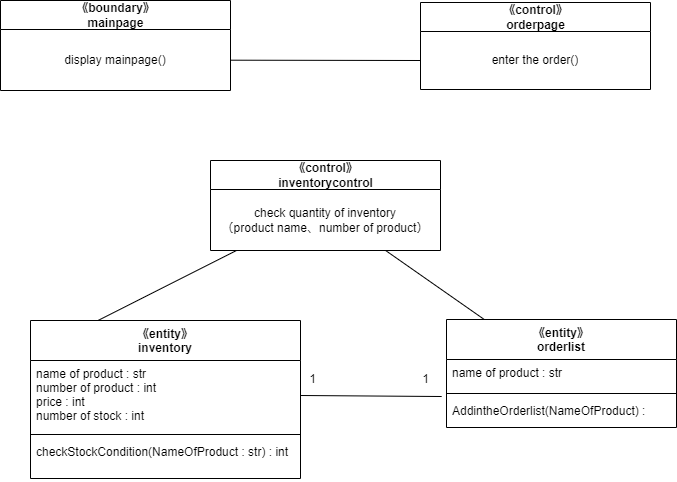 《boundary》
mainpage
display mainpage()
《control》
orderpage
enter the order()
《control》
inventorycontrol
check quantity of inventory
（product name、number of product）
《entity》
inventory
name of product : str
number of product : int
price : int
number of stock : int
checkStockCondition(NameOfProduct : str) : int
1
1
《entity》
orderlist
name of product : str
AddintheOrderlist(NameOfProduct) :